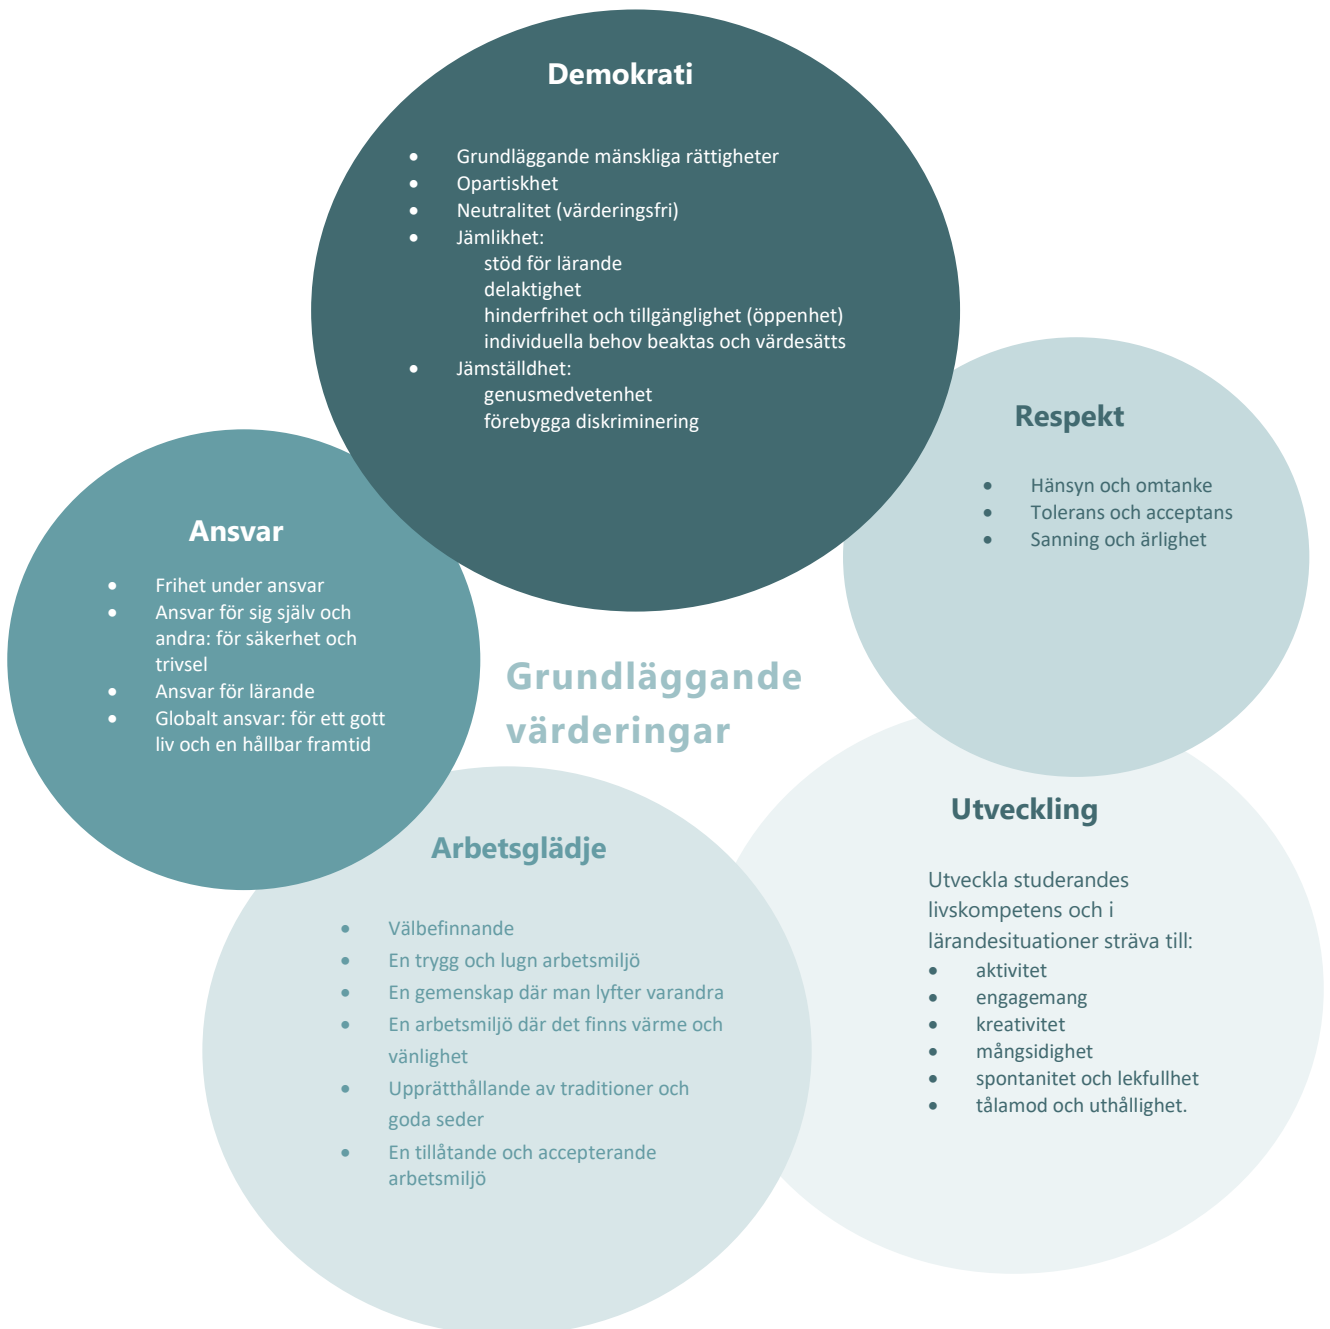 Demokrati
• Grundläggande mänskliga rättigheter
• Opartiskhet
• Neutralitet (värderingsfri)
• Jämlikhet:
stöd för lärande
delaktighet
hinderfrihet och tillgänglighet (öppenhet)
individuella behov beaktas och värdesätts
• Jämställdhet:
genusmedvetenhet
förebygga diskriminering
Respekt
• Hänsyn och omtanke
• Tolerans och acceptans
• Sanning och ärlighet
Ansvar
• Frihet under ansvar
• Ansvar för sig själv och
andra: för säkerhet och
trivsel
• Ansvar för lärande
• Globalt ansvar: för ett gott
liv och en hållbar framtid
Grundläggande
värderingar
Utveckling
Utveckla studerandes
livskompetens och i
lärandesituationer sträva till:
• aktivitet
• engagemang
• kreativitet
• mångsidighet
• spontanitet och lekfullhet
• tålamod och uthållighet.
Arbetsglädje
• Välbefinnande
• En trygg och lugn arbetsmiljö
• En gemenskap där man lyfter varandra
• En arbetsmiljö där det finns värme och
vänlighet
• Upprätthållande av traditioner och
goda seder
• En tillåtande och accepterande
arbetsmiljö